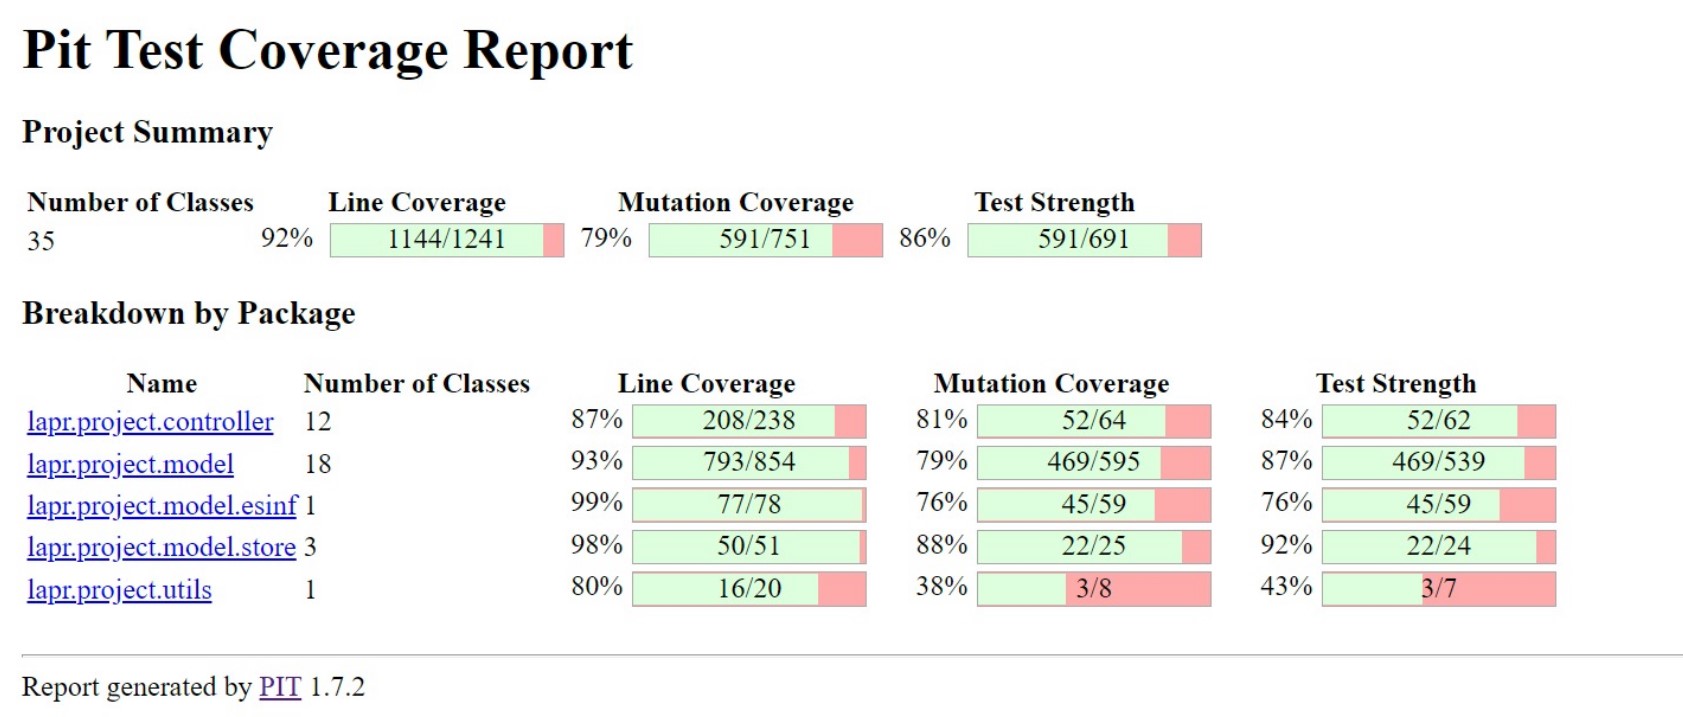 Pit Test Coverage Report
Project Summary
Number of Classes Line Coverage Mutation Coverage Test Strength
35 92% 1144/1241 79% 591/751 86% 591/691
Breakdown by Package
Name Number of Classes Line Coverage Mutation Coverage Test Strength
lapr.project.controller 12 87% 208/238 81% 52/64 84% 52/62
lapr.project.model 18 93% 793/854 79% 469/595 87% 469/539
lapr.project.model.esinf 1 99% 77/78 76% 45/59 76% 45/59
lapr.project.model.store 3 98% 50/51 88% 22/25 92% 22/24
lapr.project.utils 1 80% 16/20 38% 3/8 43% 3/7
Report generated by PIT 1.7.2